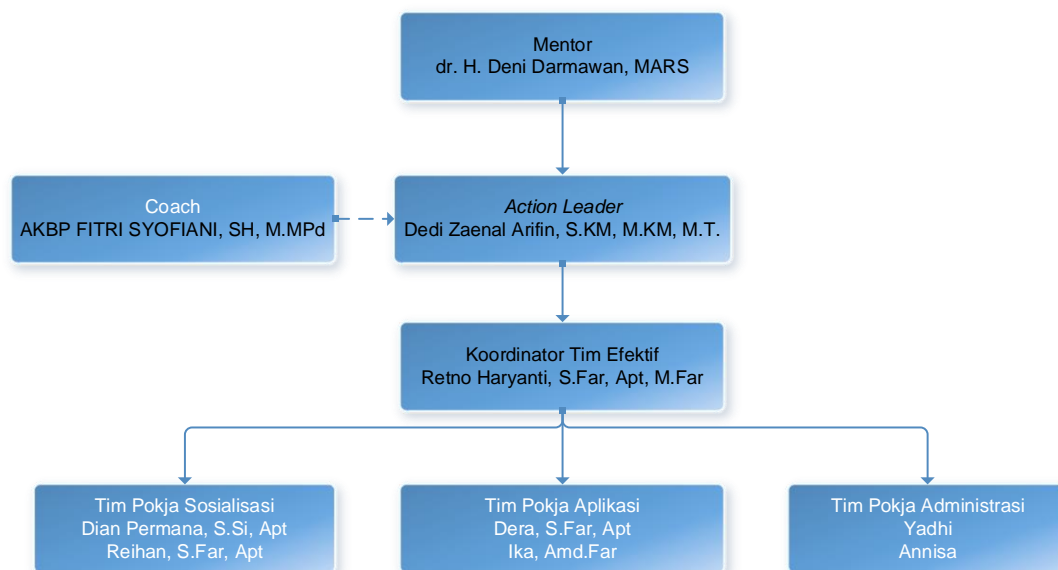 Mentor
dr. H. Deni Darmawan, MARS
Coach
AKBP FITRI SYOFIANI, SH, M.MPd
Action Leader
Dedi Zaenal Arifin, S.KM, M.KM, M.T.
Koordinator Tim Efektif
Retno Haryanti, S.Far, Apt, M.Far
Tim Pokja Sosialisasi
Dian Permana, S.Si, Apt
Reihan, S.Far, Apt
Tim Pokja Aplikasi
Dera, S.Far, Apt
Ika, Amd.Far
Tim Pokja Administrasi
Yadhi
Annisa